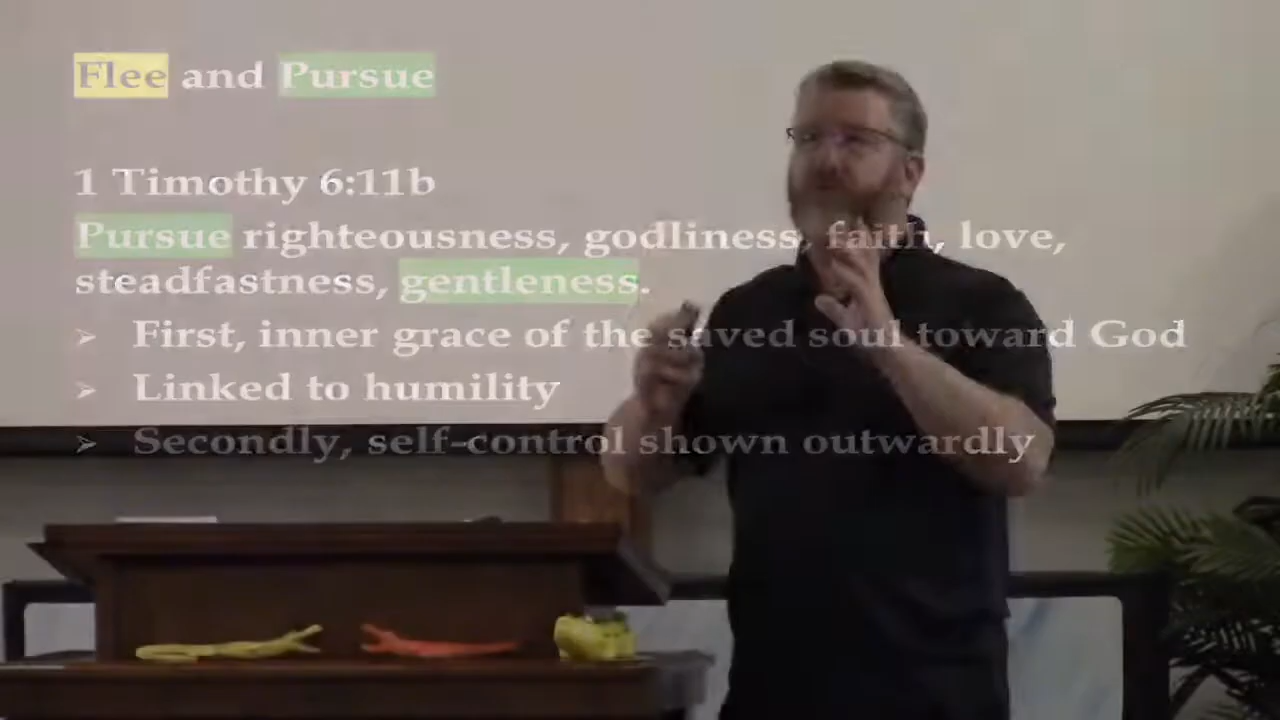 Flee and Pursue
1 Timothy 6:11b
Pursue righteousness, godliness, faith, love,
steadfastness, gentleness.
➢ First, inner grace of the saved soul toward God
➢ Linked to humility
➢ Secondly, self-control shown outwardly